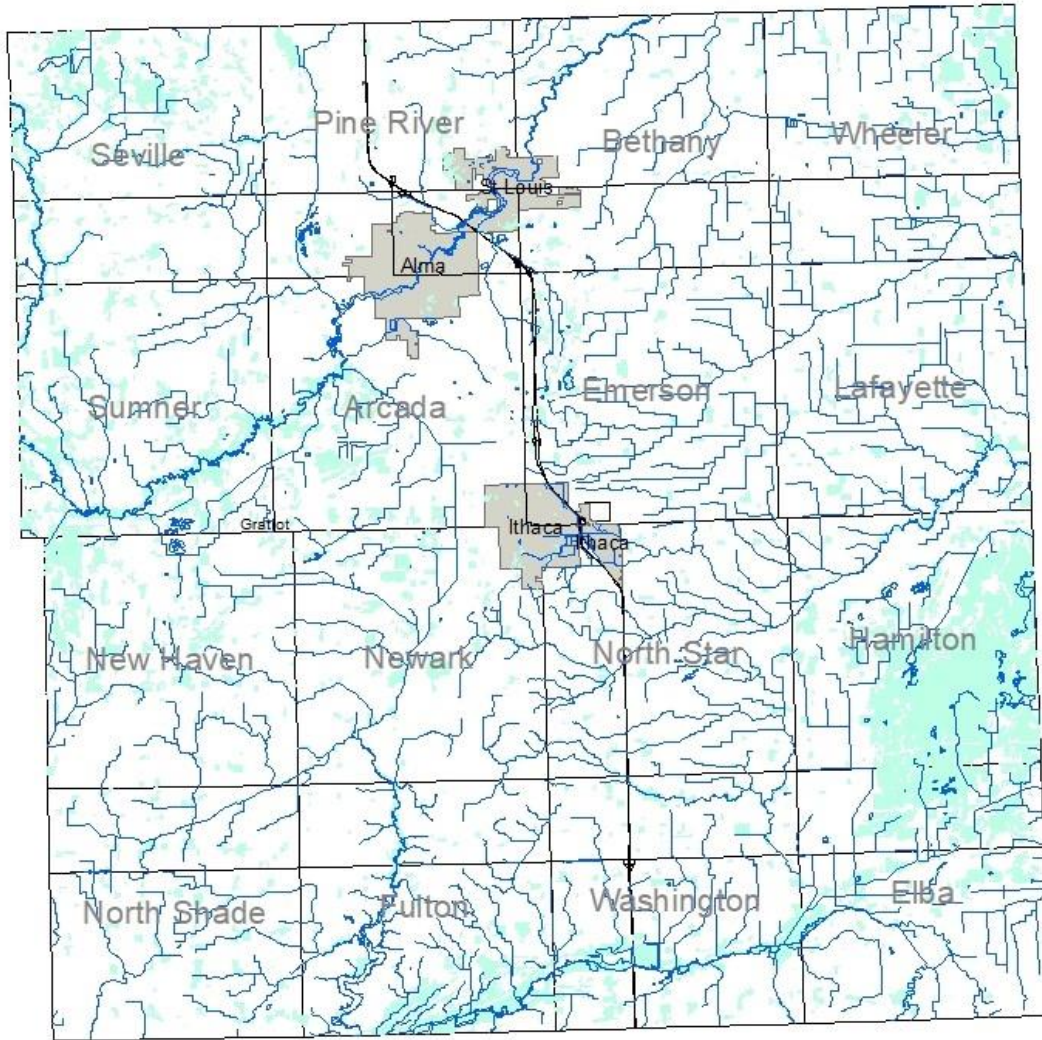 Pine River
Seville
Bethany
Wheeler
St Louis
Alma
Sumner
Arcada
Emerson
Lafayette
Gratiot
Ithaca
Ithaca
New Haven
Newark
North Star
Hamilton
North Shade
Fulton
Washington
Elba